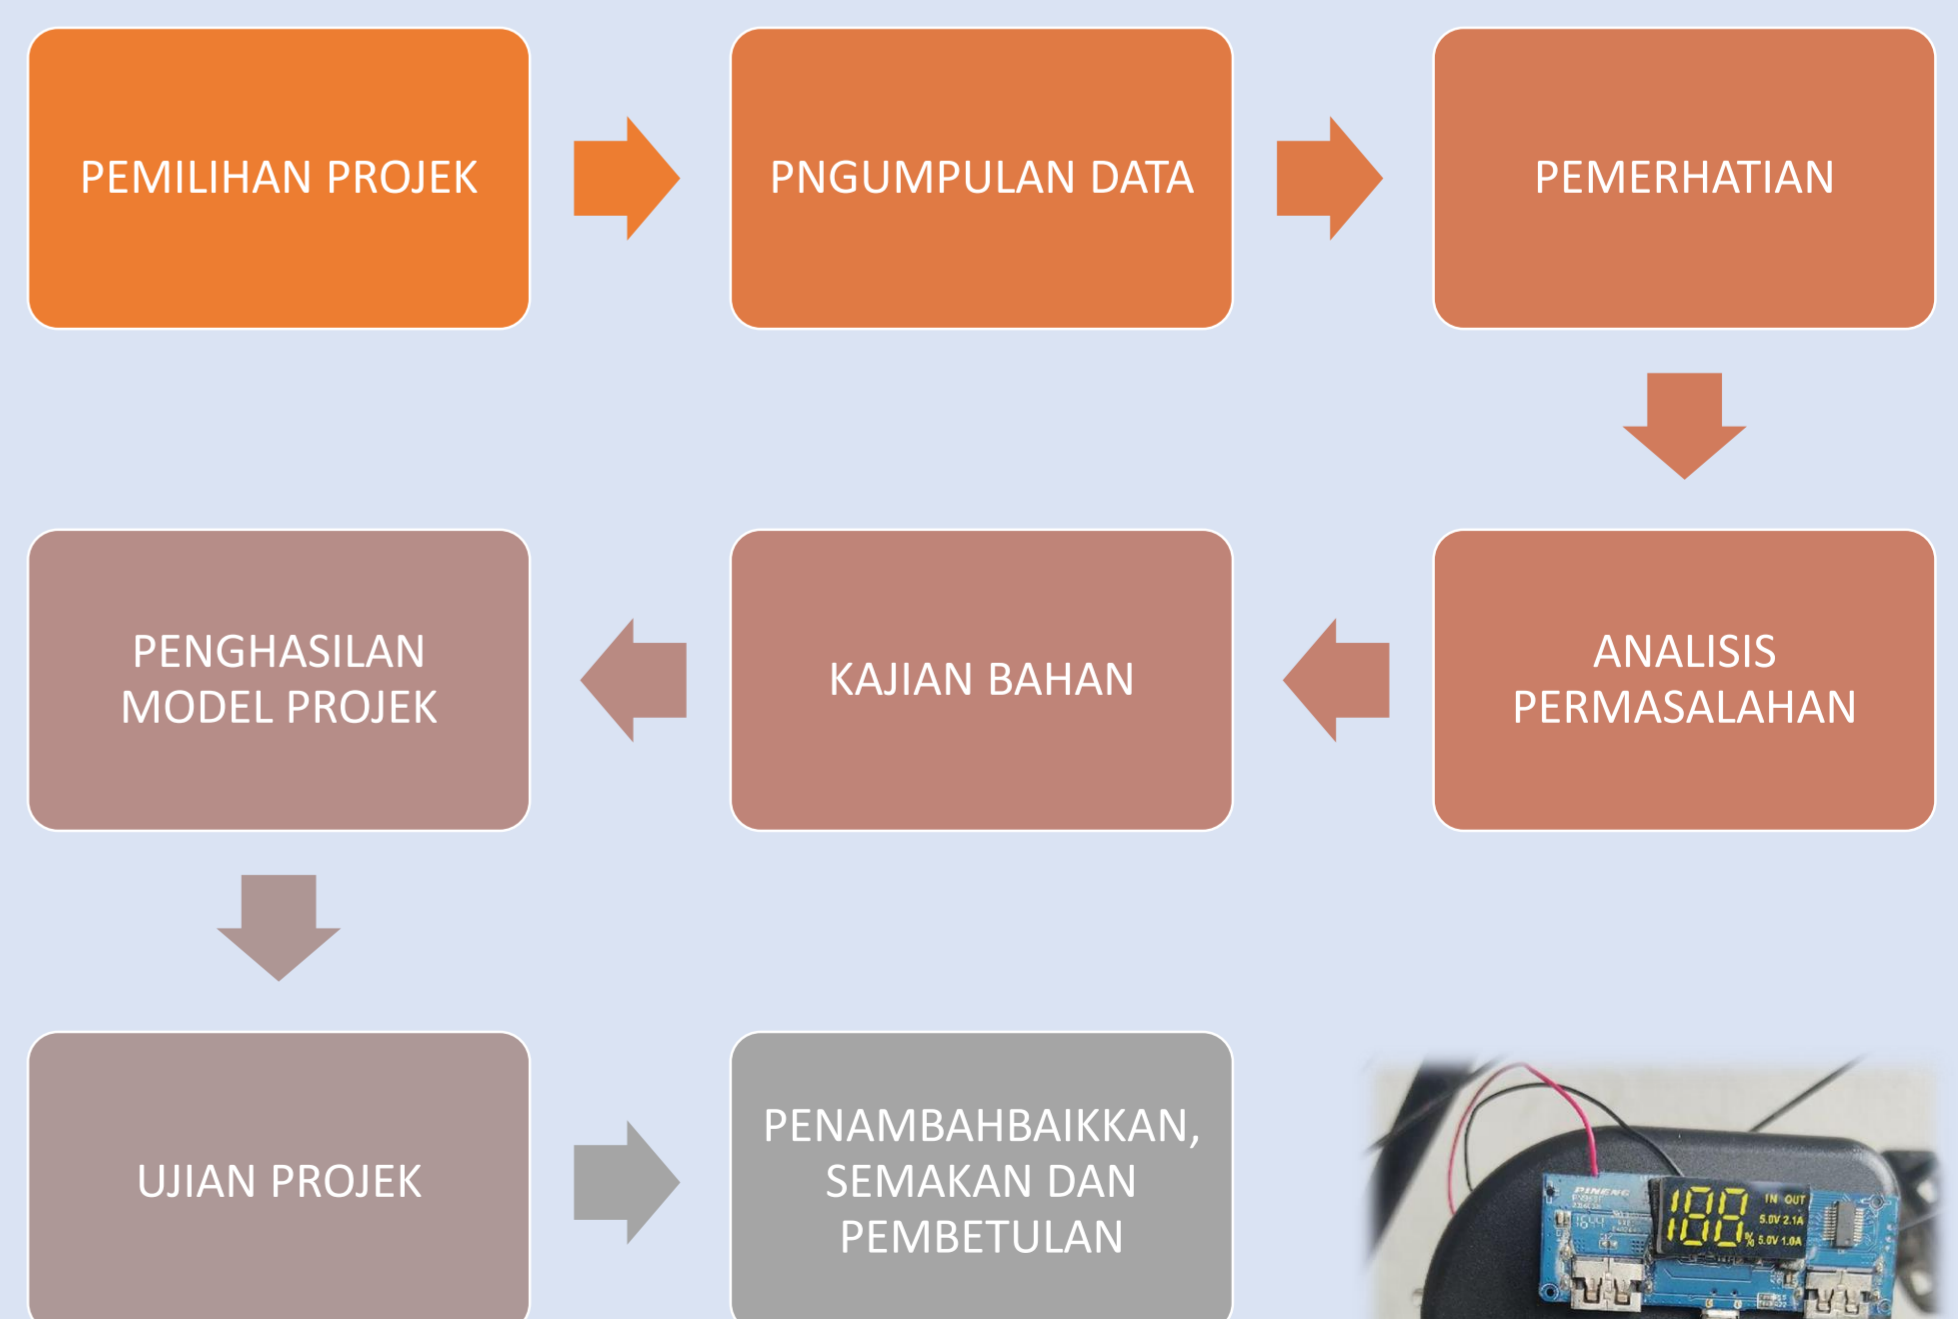 PEMILIHAN PROJEK
PNGUMPULAN DATA
PEMERHATIAN
ANALISIS
PERMASALAHAN
KAJIAN BAHAN
PENGHASILAN
MODEL PROJEK
UJIAN PROJEK
PENAMBAHBAIKKAN,
SEMAKAN DAN
PEMBETULAN
PINENG
188%
IN OUT
5.0V 2.1A
5.0V 1.0A